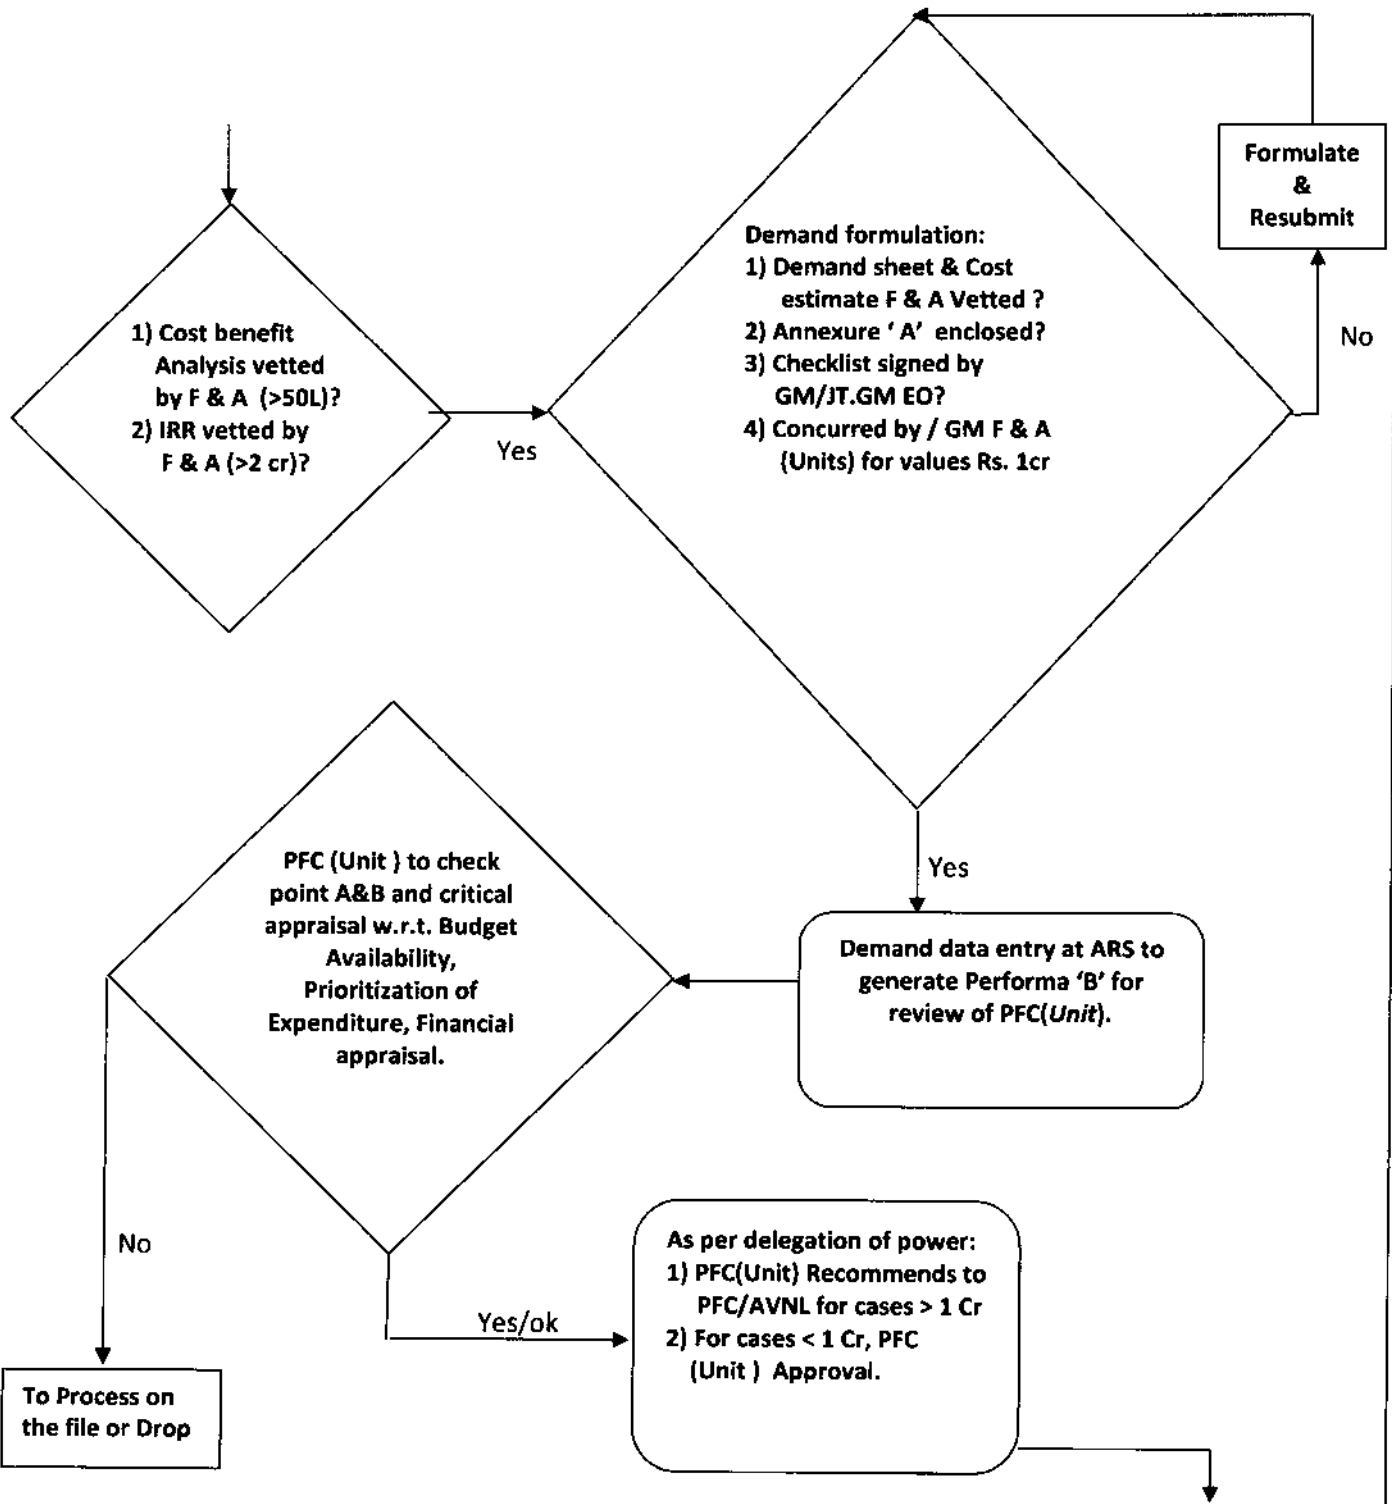 Formulate
&
Resubmit
No
Demand formulation:
1) Demand sheet & Cost
estimate F & A Vetted ?
2) Annexure ‘ A’ enclosed?
3) Checklist signed by
GM/JT.GM EO?
4) Concurred by / GM F & A
(Units) for values Rs. 1cr
1) Cost benefit
Analysis vetted
by F & A (>50L)?
2) IRR vetted by
F & A (>2 cr)?
Yes
Yes
PFC (Unit ) to check
point A&B and critical
appraisal w.r.t. Budget
Availability,
Prioritization of
Expenditure, Financial
appraisal.
Demand data entry at ARS to
generate Performa ‘B’ for
review of PFC(Unit).
No
Yes/ok
As per delegation of power:
1) PFC(Unit) Recommends to
PFC/AVNL for cases > 1 Cr
2) For cases < 1 Cr, PFC
(Unit ) Approval.
To Process on
the file or Drop